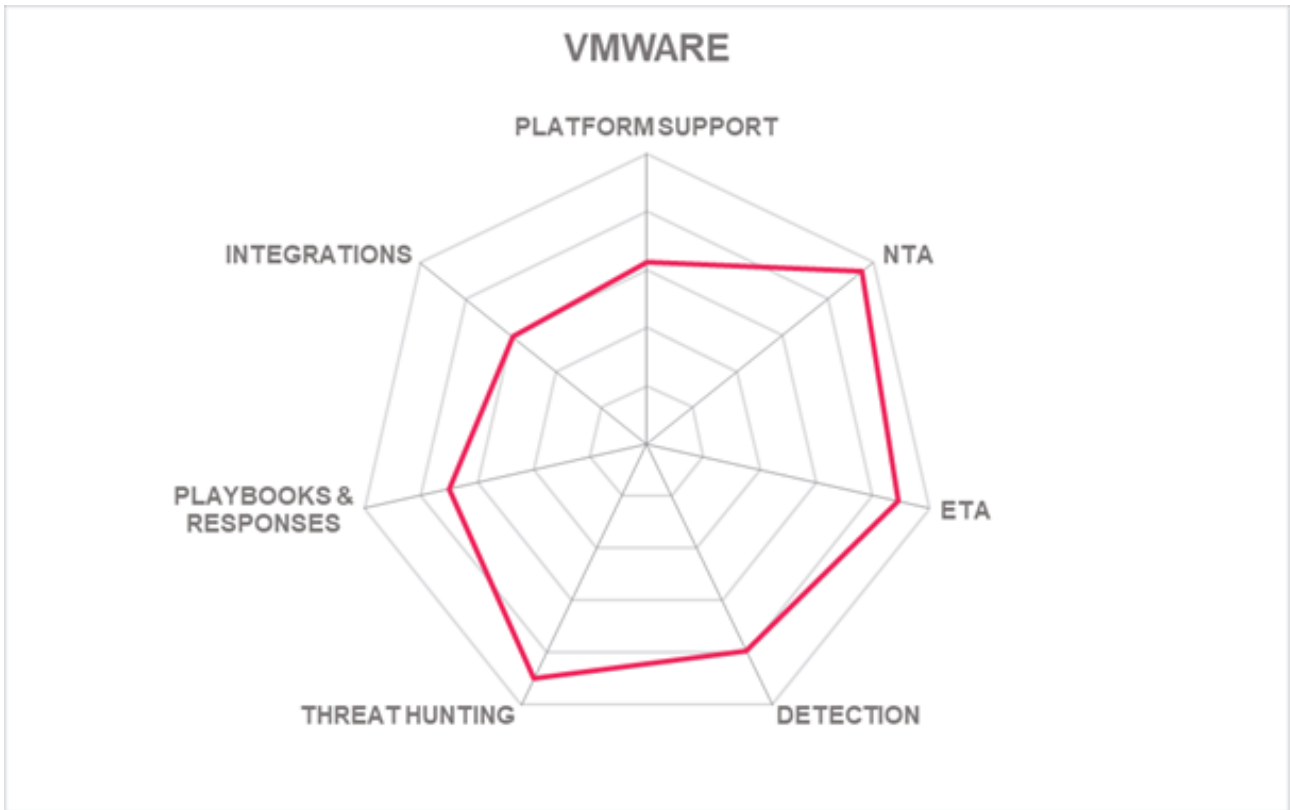 VMWARE
PLATFORM SUPPORT
INTEGRATIONS
NTA
PLAYBOOKS &
RESPONSES
ETA
THREAT HUNTING
DETECTION